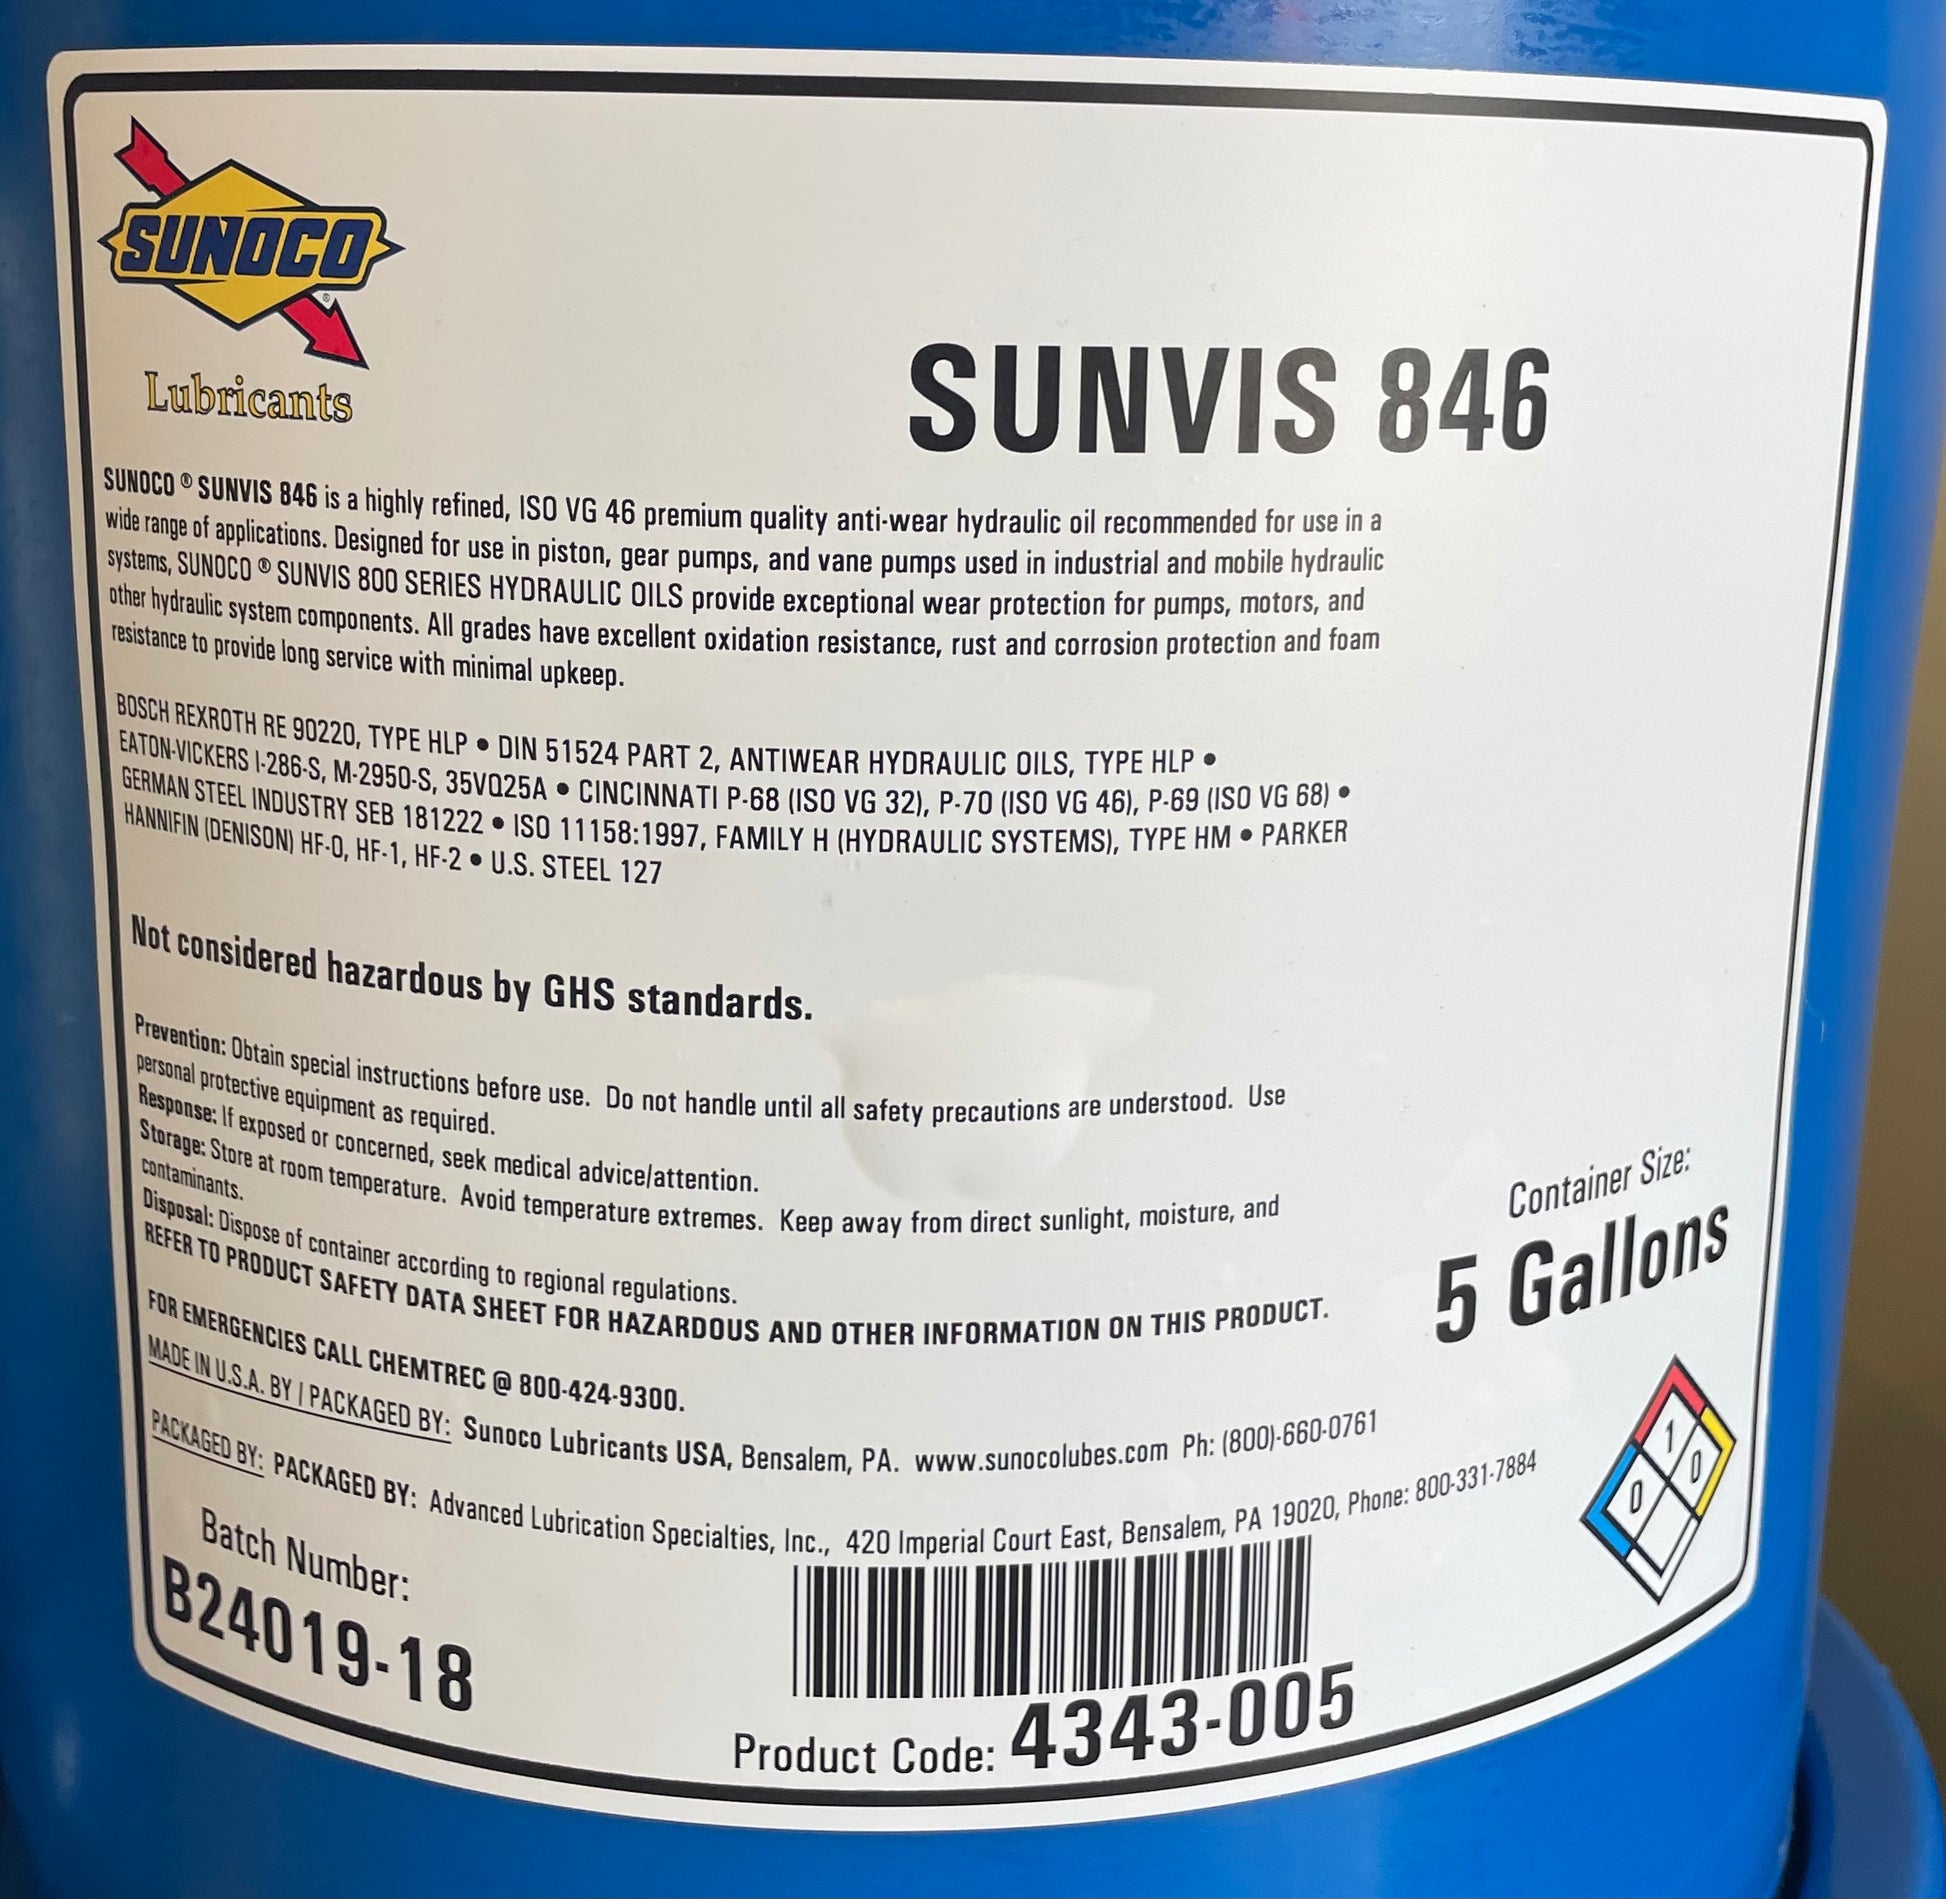 SUNOCO
®
Lubricants
SUNVIS 846
SUNOCO ® SUNVIS 846 is a highly refined, ISO VG 46 premium quality anti-wear hydraulic oil recommended for use in a
wide range of applications. Designed for use in piston, gear pumps, and vane pumps used in industrial and mobile hydraulic
systems, SUNOCO ® SUNVIS 800 SERIES HYDRAULIC OILS provide exceptional wear protection for pumps, motors, and
other hydraulic system components. All grades have excellent oxidation resistance, rust and corrosion protection and foam
resistance to provide long service with minimal upkeep.
BOSCH REXROTH RE 90220, TYPE HLP • DIN 51524 PART 2, ANTIWEAR HYDRAULIC OILS, TYPE HLP •
EATON-VICKERS I-286-S, M-2950-S, 35VQ25A • CINCINNATI P-68 (ISO VG 32), P-70 (ISO VG 46), P-69 (ISO VG 68) •
GERMAN STEEL INDUSTRY SEB 181222 • ISO 11158:1997, FAMILY H (HYDRAULIC SYSTEMS), TYPE HM • PARKER
HANNIFIN (DENISON) HF-0, HF-1, HF-2 • U.S. STEEL 127
Not considered hazardous by GHS standards.
Prevention: Obtain special instructions before use. Do not handle until all safety precautions are understood. Use
personal protective equipment as required.
Response: If exposed or concerned, seek medical advice/attention.
Storage: Store at room temperature. Avoid temperature extremes. Keep away from direct sunlight, moisture, and
contaminants.
Disposal: Dispose of container according to regional regulations.
REFER TO PRODUCT SAFETY DATA SHEET FOR HAZARDOUS AND OTHER INFORMATION ON THIS PRODUCT.
Container Size:
5 Gallons
FOR EMERGENCIES CALL CHEMTREC @ 800-424-9300.
MADE IN U.S.A. BY | PACKAGED BY: Sunoco Lubricants USA, Bensalem, PA. www.sunocolubes.com Ph: (800)-660-0761
PACKAGED BY: PACKAGED BY: Advanced Lubrication Specialties, Inc., 420 Imperial Court East, Bensalem, PA 19020, Phone: 800-331-7884
1
0
0
Batch Number:
B24019-18
Product Code: 4343-005